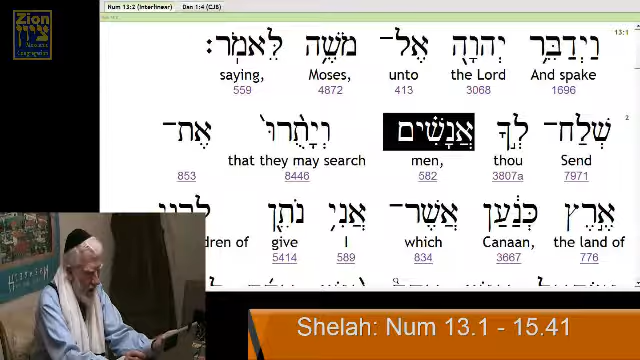 Zion
ציון
Messianic
Congregation
Num 13:2 (Interlinear) Dan 1:4 (CJB)
13:1 וַיְדַבֵּ֥ר יְהוָ֖ה אֶל־ מֹשֶׁ֥ה לֵּאמֹֽר׃
And spake the Lord unto Moses, saying,
1696 3068 413 4872 559
2 שְׁלַח־ לְךָ֣ אֲנָשִׁ֗ים וְיָתֻ֙רוּ֙ אֶת־
Send thou men, that they may search
7971 3807a 582 8446 853
אֶ֣רֶץ כְּנַ֔עַן אֲשֶׁר־ אֲנִ֥י נֹתֵ֖ן
the land of Canaan, which I give dren of
776 3667 834 589 5414
Shelah: Num 13.1 - 15.41